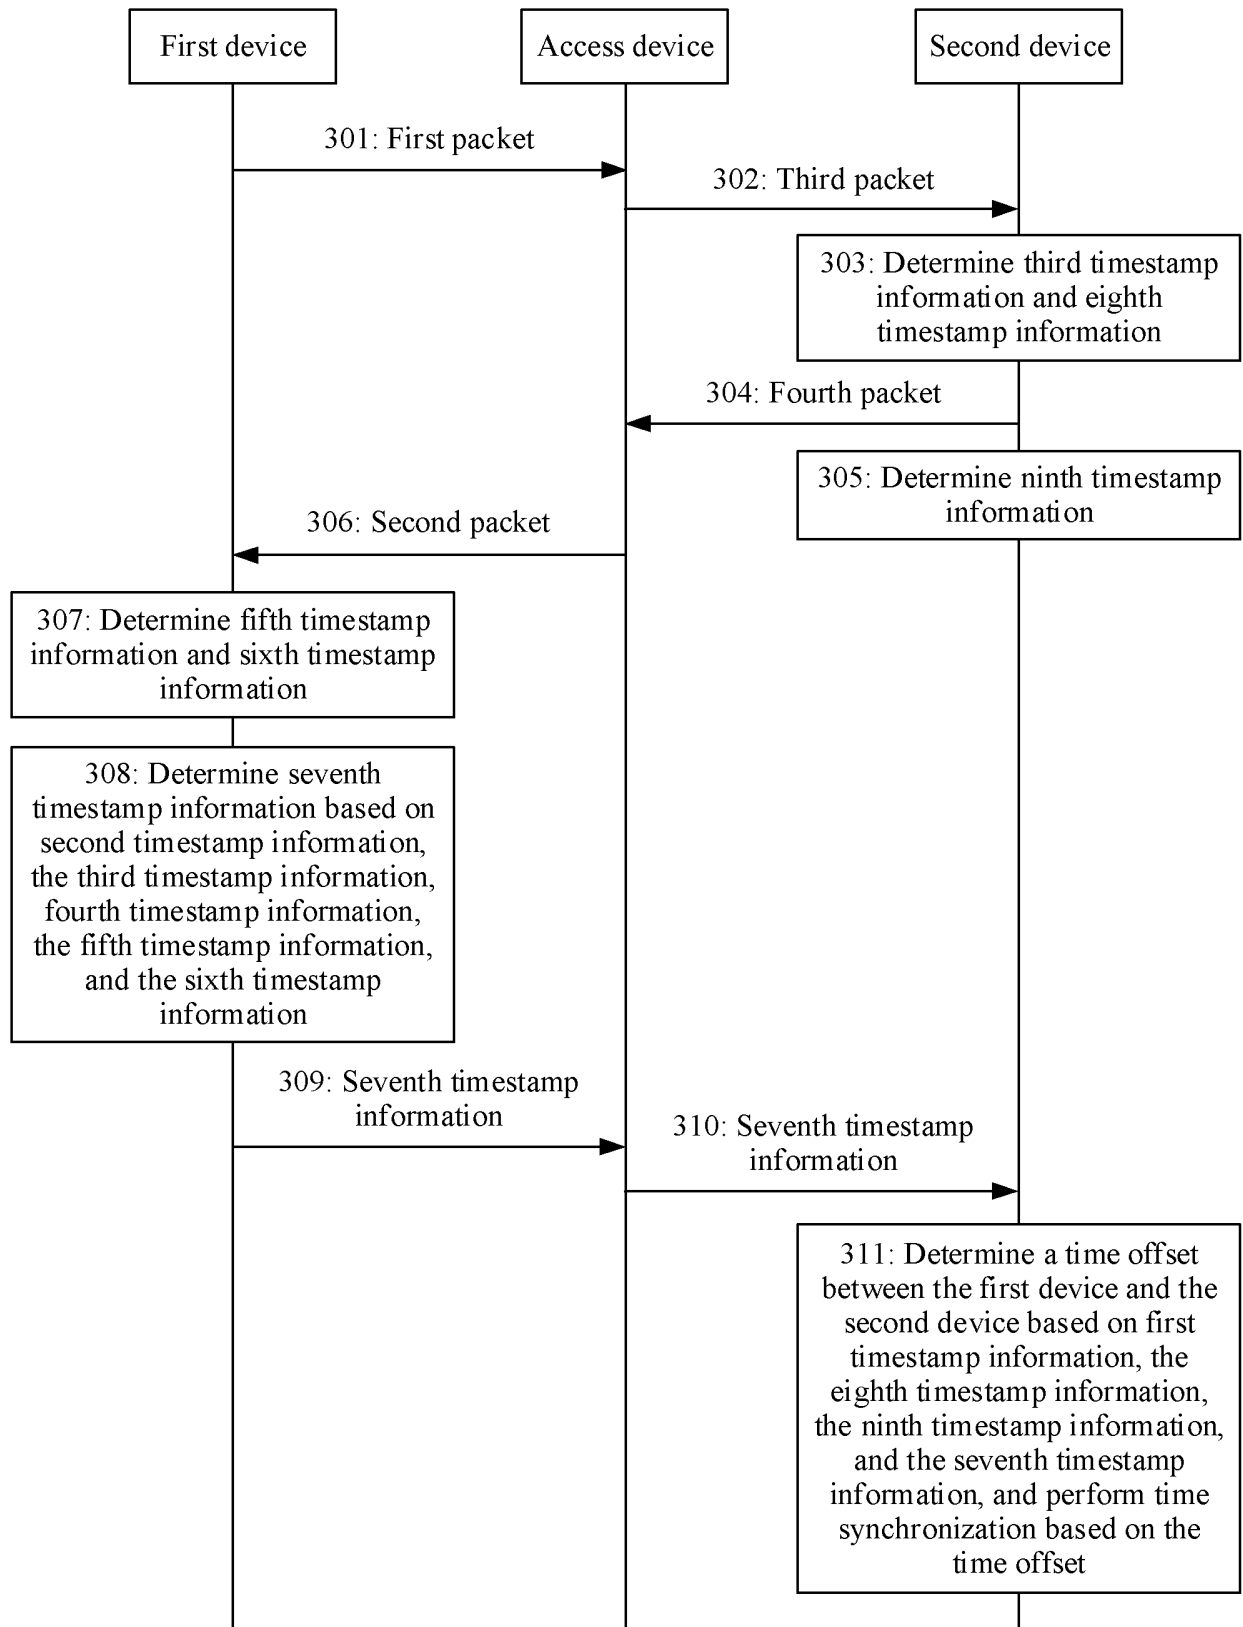 First device
Access device
Second device
301: First packet
302: Third packet
303: Determine third timestamp
information and eighth
timestamp information
304: Fourth packet
305: Determine ninth timestamp
information
306: Second packet
307: Determine fifth timestamp
information and sixth timestamp
information
308: Determine seventh
timestamp information based on
second timestamp information,
the third timestamp information,
fourth timestamp information,
the fifth timestamp information,
and the sixth timestamp
information
309: Seventh timestamp
information
310: Seventh timestamp
information
311: Determine a time offset
between the first device and the
second device based on first
timestamp information, the
eighth timestamp information,
the ninth timestamp information,
and the seventh timestamp
information, and perform time
synchronization based on the
time offset